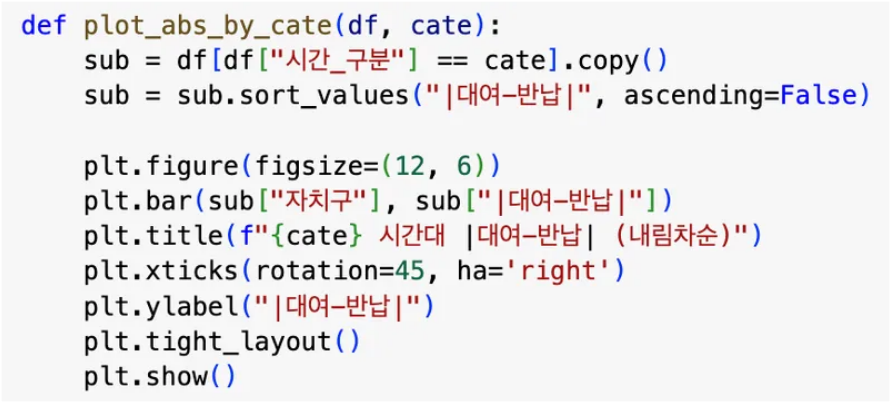 def plot_abs_by_cate(df, cate):
    sub = df[df["시간_구분"] == cate].copy()
    sub = sub.sort_values("|대여-반납|", ascending=False)

    plt.figure(figsize=(12, 6))
    plt.bar(sub["자치구"], sub["|대여-반납|"])
    plt.title(f"{cate} 시간대 |대여-반납| (내림차순)")
    plt.xticks(rotation=45, ha='right')
    plt.ylabel("|대여-반납|")
    plt.tight_layout()
    plt.show()